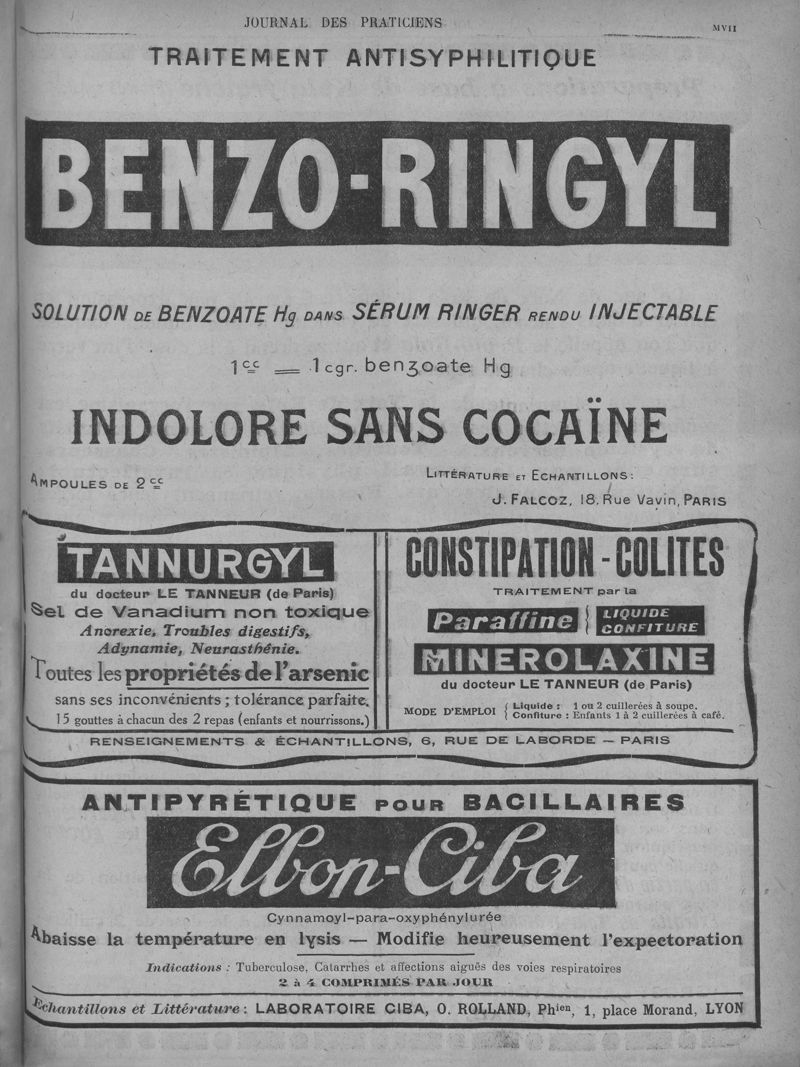 JOURNAL DES PRATICIENS
MVII
TRAITEMENT ANTISYPHILITIQUE
BENZO-RINGYL
SOLUTION DE BENZOATE Hg DANS SÉRUM RINGER RENDU INJECTABLE
1cc = 1 cgr. benzoate Hg
INDOLORE SANS COCAÏNE
AMPOULES DE 2cc
LITTÉRATURE ET ECHANTILLONS:
J. FALCOZ, 18, Rue Vavin, PARIS
TANNURGYL
du docteur LE TANNEUR (de Paris)
Sel de Vanadium non toxique
Anorexie, Troubles digestifs,
Adynamie, Neurasthénie.
Toutes les propriétés de l'arsenic
sans ses inconvénients ; tolérance parfaite.
15 gouttes à chacun des 2 repas (enfants et nourrissons.)
CONSTIPATION - COLITES
TRAITEMENT par la
Paraffine { LIQUIDE
CONFITURE
MINEROLAXINE
du docteur LE TANNEUR (de Paris)
MODE D'EMPLOI { Liquide : 1 ou 2 cuillerées à soupe.
Confiture : Enfants 1 à 2 cuillerées à café.
RENSEIGNEMENTS & ÉCHANTILLONS, 6, RUE DE LABORDE — PARIS
ANTIPYRÉTIQUE POUR BACILLAIRES
Elbon-Ciba
Cynnamoyl-para-oxyphénylurée
Abaisse la température en lysis — Modifie heureusement l'expectoration
Indications : Tuberculose, Catarrhes et affections aiguës des voies respiratoires
2 à 4 COMPRIMÉS PAR JOUR
Echantillons et Littérature : LABORATOIRE CIBA, O. ROLLAND, Phien, 1, place Morand, LYON